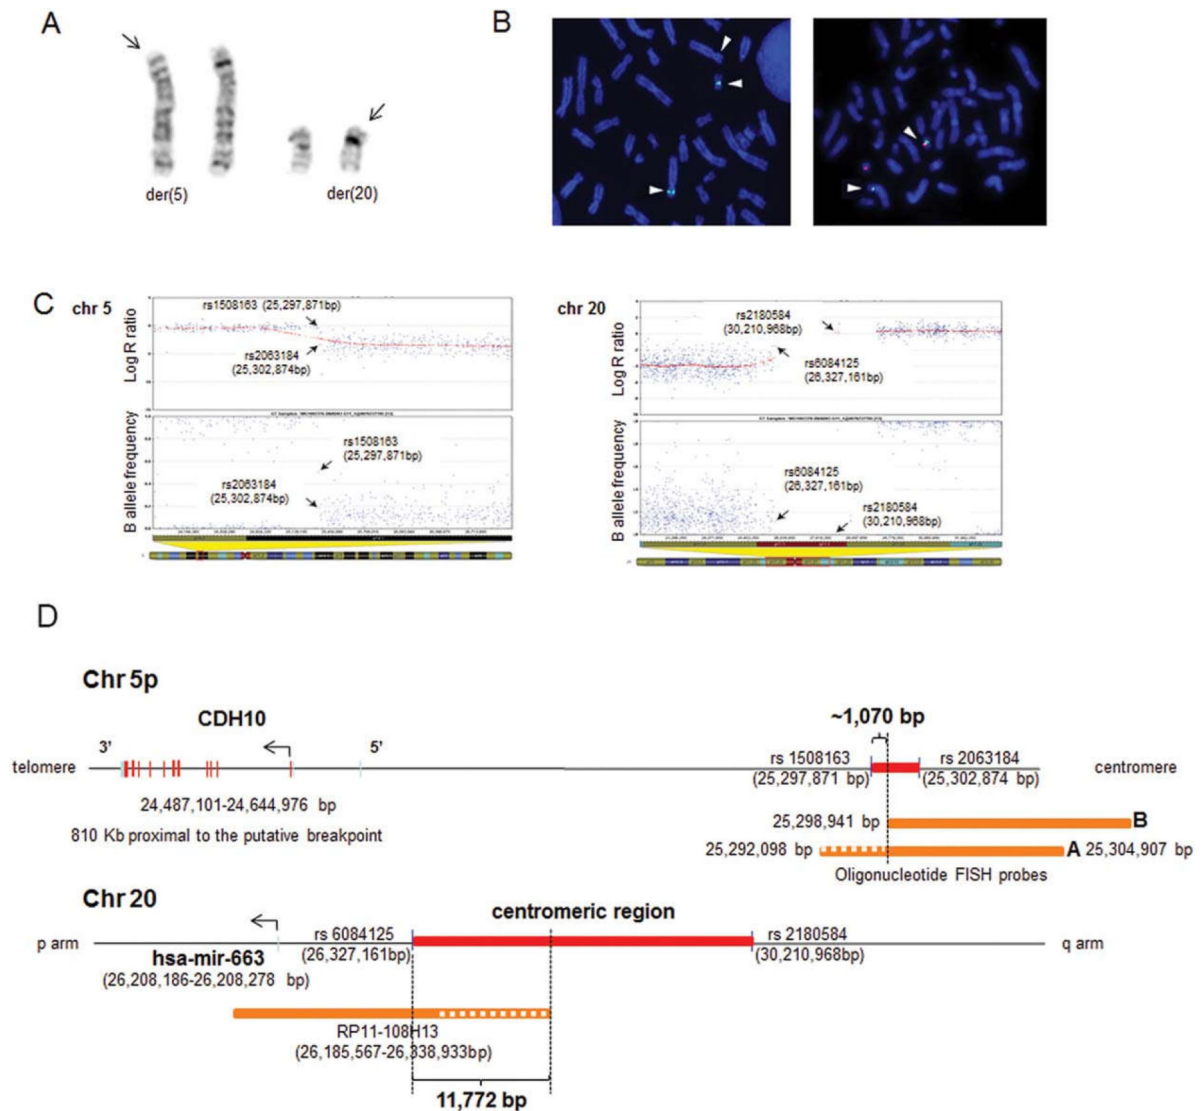 A
B
der(5)
der(20)
C
chr 5
chr 20
Log R ratio
rs1508163 (25,297,871bp)
rs2063184
(25,302,874bp)
B allele frequency
rs1508163
(25,297,871bp)
rs2063184
(25,302,874bp)
Log R ratio
rs2180584
(30,210,968bp)
rs6084125
(26,327,161bp)
B allele frequency
rs6084125
(26,327,161bp)
rs2180584
(30,210,968bp)
D
Chr 5p
CDH10
3'
5'
~1,070 bp
telomere
rs 1508163
(25,297,871 bp)
rs 2063184
(25,302,874 bp)
centromere
24,487,101-24,644,976 bp
810 Kb proximal to the putative breakpoint
25,298,941 bp
B
25,292,098 bp
A 25,304,907 bp
Oligonucleotide FISH probes
Chr 20
centromeric region
p arm
rs 6084125
(26,327,161bp)
rs 2180584
(30,210,968bp)
q arm
hsa-mir-663
(26,208,186-26,208,278 bp)
RP11-108H13
(26,185,567-26,338,933bp)
11,772 bp